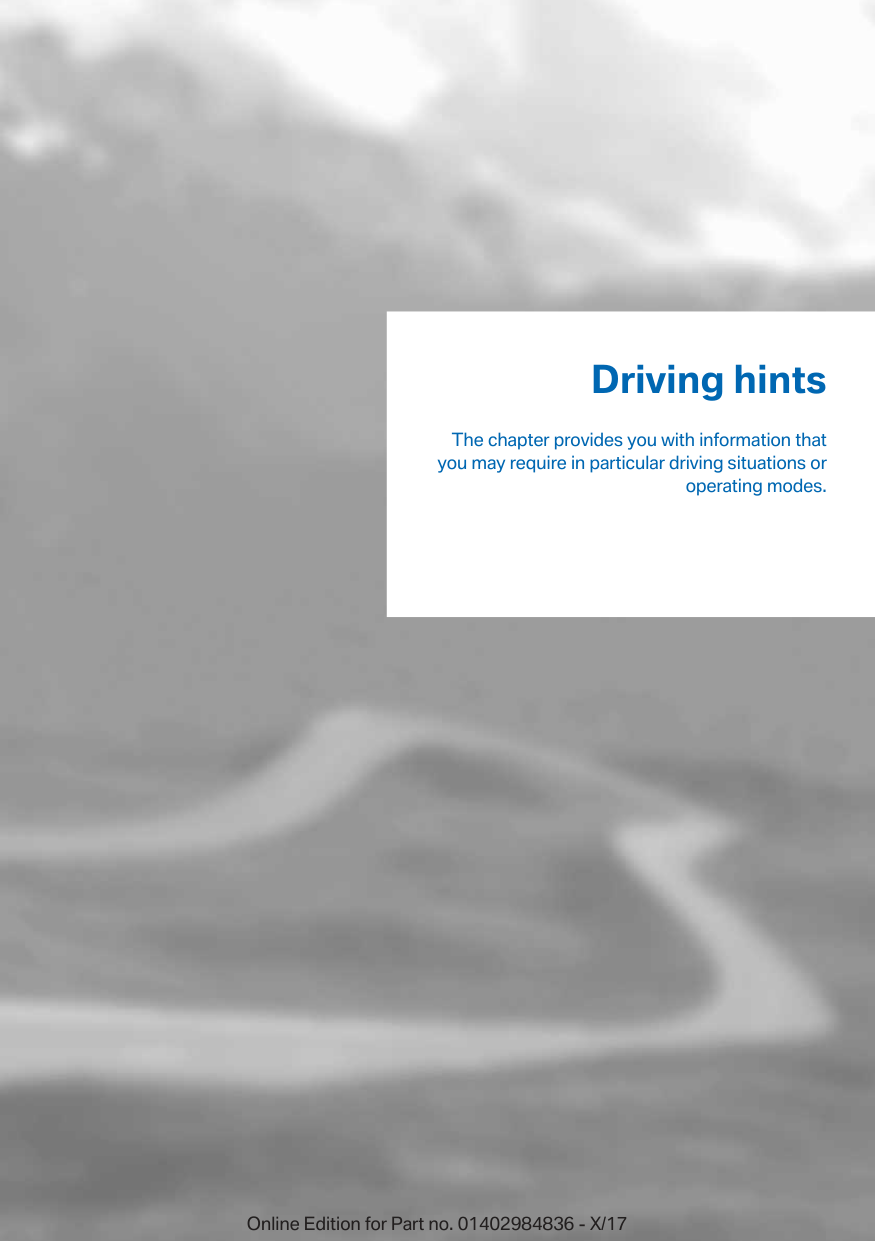 Driving hints
The chapter provides you with information that
you may require in particular driving situations or
operating modes.
Online Edition for Part no. 01402984836 - X/17